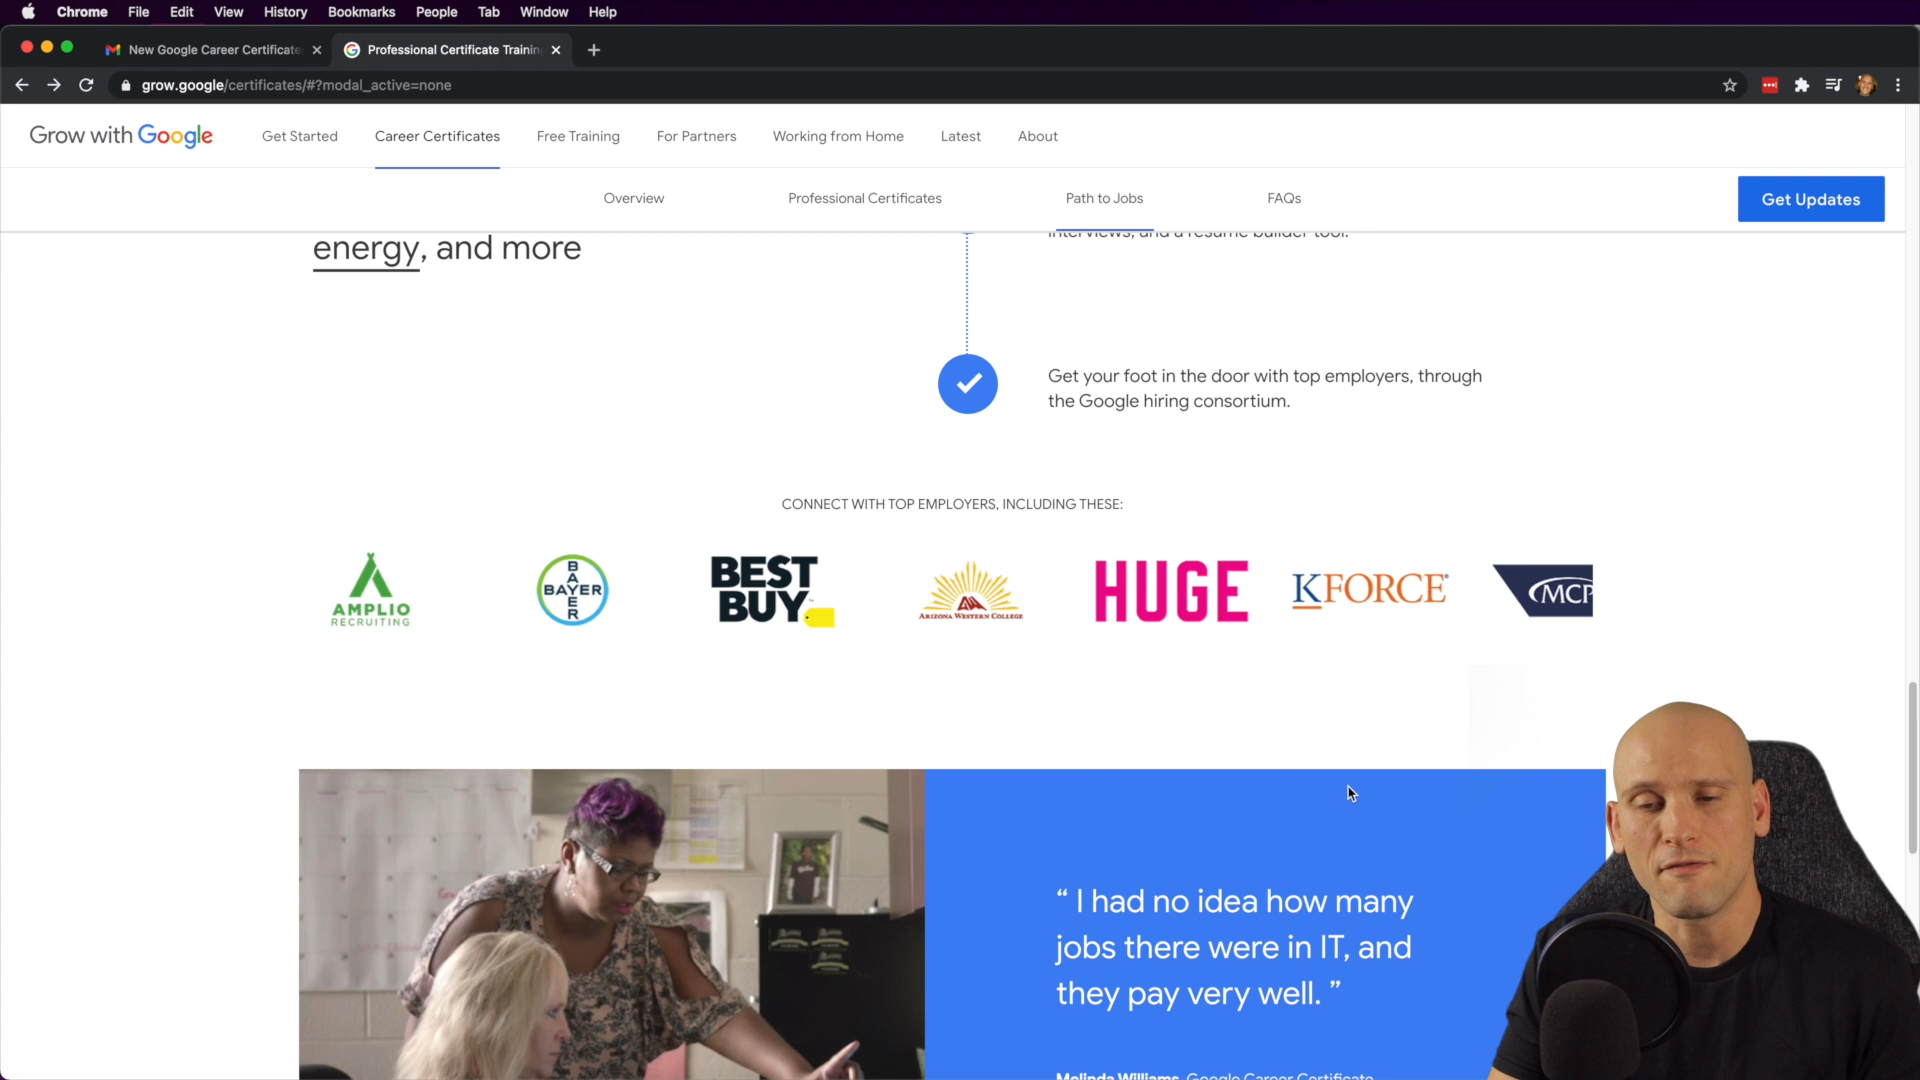 Chrome File Edit View History Bookmarks People Tab Window Help
New Google Career Certificate
Professional Certificate Trainin
grow.google/certificates/#?modal_active=none
Grow with Google
Get Started Career Certificates Free Training For Partners Working from Home Latest About
Overview Professional Certificates Path to Jobs FAQs
Get Updates
energy, and more
interviews, and a resume builder tool.
Get your foot in the door with top employers, through
the Google hiring consortium.
CONNECT WITH TOP EMPLOYERS, INCLUDING THESE:
AMPLIO
RECRUITING
BAYER
BAYER
BEST
BUY
ARIZONA WESTERN COLLEGE
HUGE
KFORCE
MCP
“ I had no idea how many
jobs there were in IT, and
they pay very well. ”
Melinda Williams, Google Career Certificate